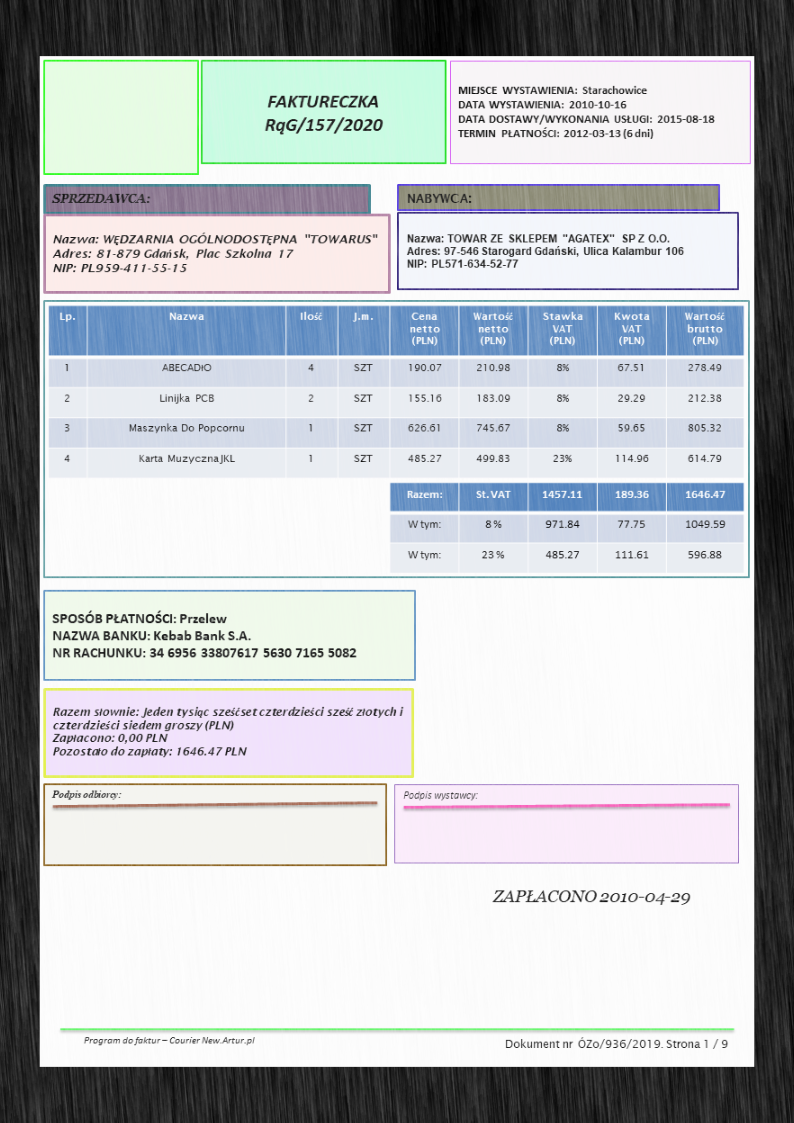 FAKTURECZKA
RqG/157/2020
MIEJSCE WYSTAWIENIA: Starachowice
DATA WYSTAWIENIA: 2010-10-16
DATA DOSTAWY/WYKONANIA USŁUGI: 2015-08-18
TERMIN PŁATNOŚCI: 2012-03-13 (6 dni)
SPRZEDAWCA:
Nazwa: WĘDZARNIA OGÓLNODOSTĘPNA "TOWARUS"
Adres: 81-879 Gdańsk, Plac Szkolna 17
NIP: PL959-411-55-15
NABYWCA:
Nazwa: TOWAR ZE SKLEPEM "AGATEX" SP Z O.O.
Adres: 97-546 Starogard Gdański, Ulica Kalambur 106
NIP: PL571-634-52-77
Lp. Nazwa Ilość J.m. Cena netto (PLN) Wartość netto (PLN) Stawka VAT (PLN) Kwota VAT (PLN) Wartość brutto (PLN)
1 ABECADłO 4 SZT 190.07 210.98 8% 67.51 278.49
2 Linijka PCB 2 SZT 155.16 183.09 8% 29.29 212.38
3 Maszynka Do Popcornu 1 SZT 626.61 745.67 8% 59.65 805.32
4 Karta MuzycznaJKL 1 SZT 485.27 499.83 23% 114.96 614.79
Razem: St.VAT 1457.11 189.36 1646.47
W tym: 8 % 971.84 77.75 1049.59
W tym: 23 % 485.27 111.61 596.88
SPOSÓB PŁATNOŚCI: Przelew
NAZWA BANKU: Kebab Bank S.A.
NR RACHUNKU: 34 6956 33807617 5630 7165 5082
Razem słownie: Jeden tysiąc sześćset czterdzieści sześć złotych i
czterdzieści siedem groszy (PLN)
Zapłacono: 0,00 PLN
Pozostało do zapłaty: 1646.47 PLN
Podpis odbiorcy:
Podpis wystawcy:
ZAPŁACONO 2010-04-29
Program do faktur – Courier New.Artur.pl
Dokument nr ÓZo/936/2019. Strona 1 / 9